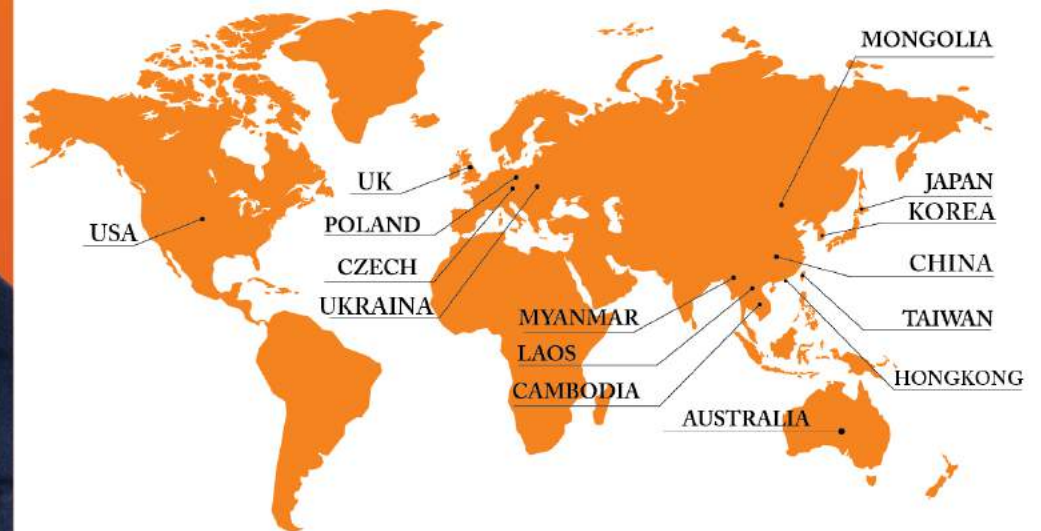 MONGOLIA
UK
JAPAN
KOREA
USA
POLAND
CZECH
CHINA
UKRAINA
MYANMAR
TAIWAN
LAOS
HONGKONG
CAMBODIA
AUSTRALIA